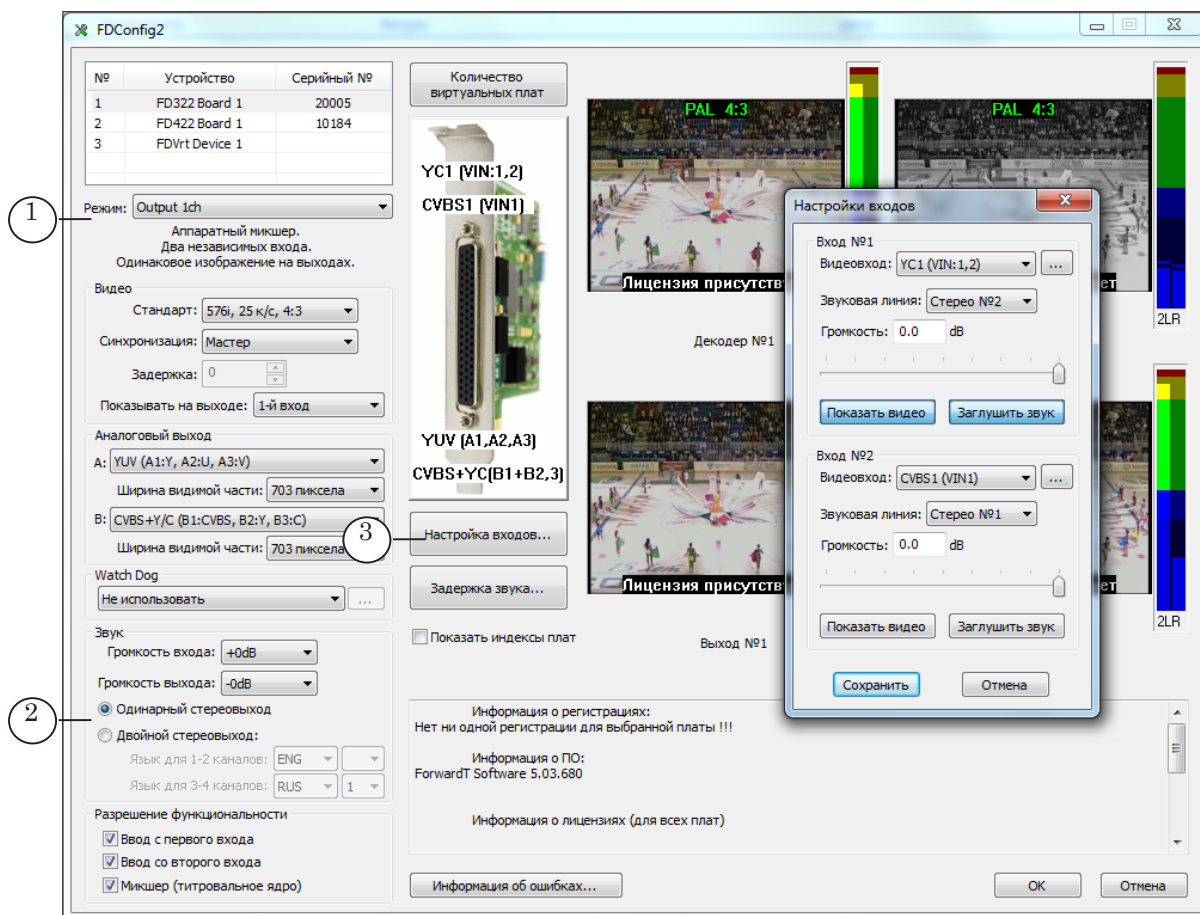 FDConfig2
№ Устройство Серийный №
1 FD322 Board 1 20005
2 FD422 Board 1 10184
3 FDVrt Device 1
1
Режим: Output 1ch
Аппаратный микшер.
Два независимых входа.
Одинаковое изображение на выходах.
Видео
Стандарт: 576i, 25 к/с, 4:3
Синхронизация: Мастер
Задержка: 0
Показывать на выходе: 1-й вход
Аналоговый выход
A: YUV (A1:Y, A2:U, A3:V)
Ширина видимой части: 703 пиксела
B: CVBS+Y/C (B1:CVBS, B2:Y, B3:C)
Ширина видимой части: 703 пиксела
Watch Dog
Не использовать ...
Звук
Громкость входа: +0dB
Громкость выхода: -0dB
2
Одинарный стереовыход
Двойной стереовыход:
Язык для 1-2 каналов: ENG
Язык для 3-4 каналов: RUS 1
Разрешение функциональности
Ввод с первого входа
Ввод со второго входа
Микшер (титровальное ядро)
Количество
виртуальных плат
YC1 (VIN:1,2)
CVBS1 (VIN1)
YUV (A1,A2,A3)
CVBS+YC(B1+B2,3)
3
Настройка входов...
Задержка звука...
Показать индексы плат
PAL 4:3
Лицензия присутств
Декодер №1
PAL 4:3
ет
2LR
Лицензия присутств
Выход №1
ет
2LR
Настройки входов
Вход №1
Видеовход: YC1 (VIN:1,2) ...
Звуковая линия: Стерео №2
Громкость: 0.0 dB
Показать видео Заглушить звук
Вход №2
Видеовход: CVBS1 (VIN1) ...
Звуковая линия: Стерео №1
Громкость: 0.0 dB
Показать видео Заглушить звук
Сохранить Отмена
Информация о регистрациях:
Нет ни одной регистрации для выбранной платы !!!
Информация о ПО:
ForwardT Software 5.03.680
Информация о лицензиях (для всех плат)
Информация об ошибках...
OK Отмена